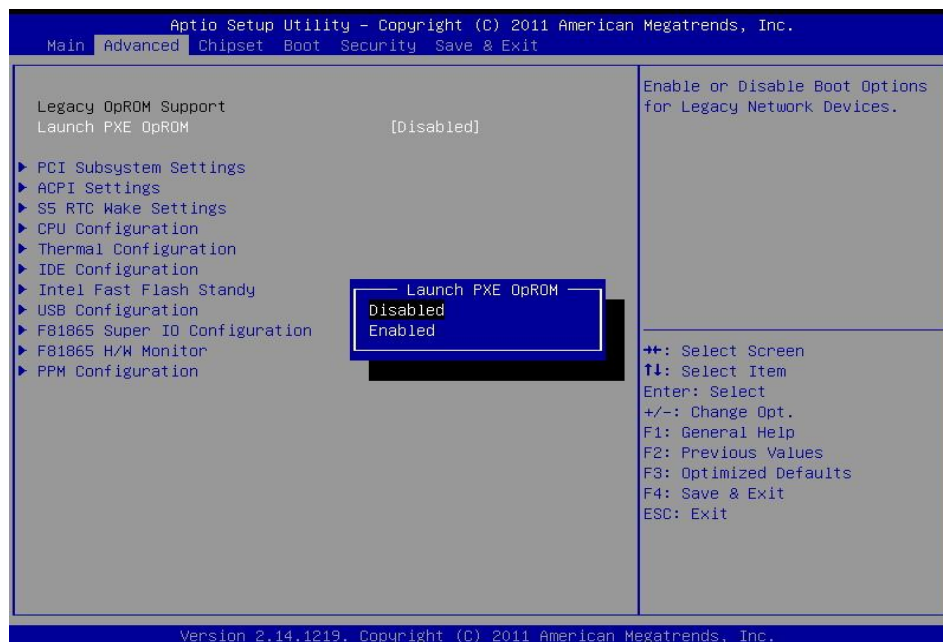 Aptio Setup Utility – Copyright (C) 2011 American Megatrends, Inc.
Main Advanced Chipset Boot Security Save & Exit
Legacy OpROM Support
Launch PXE OpROM [Disabled]
▶ PCI Subsystem Settings
▶ ACPI Settings
▶ S5 RTC Wake Settings
▶ CPU Configuration
▶ Thermal Configuration
▶ IDE Configuration
▶ Intel Fast Flash Standy
▶ USB Configuration
▶ F81865 Super IO Configuration
▶ F81865 H/W Monitor
▶ PPM Configuration
Launch PXE OpROM
Disabled
Enabled
Enable or Disable Boot Options
for Legacy Network Devices.
→←: Select Screen
↑↓: Select Item
Enter: Select
+/-: Change Opt.
F1: General Help
F2: Previous Values
F3: Optimized Defaults
F4: Save & Exit
ESC: Exit
Version 2.14.1219. Copyright (C) 2011 American Megatrends, Inc.